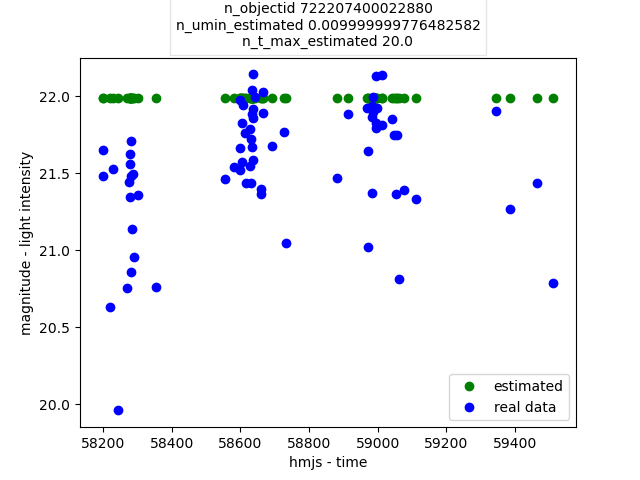 n_objectid 722207400022880
n_umin_estimated 0.009999999776482582
n_t_max_estimated 20.0
magnitude - light intensity
22.0
21.5
21.0
20.5
20.0
estimated
real data
58200 58400 58600 58800 59000 59200 59400
hmjs - time